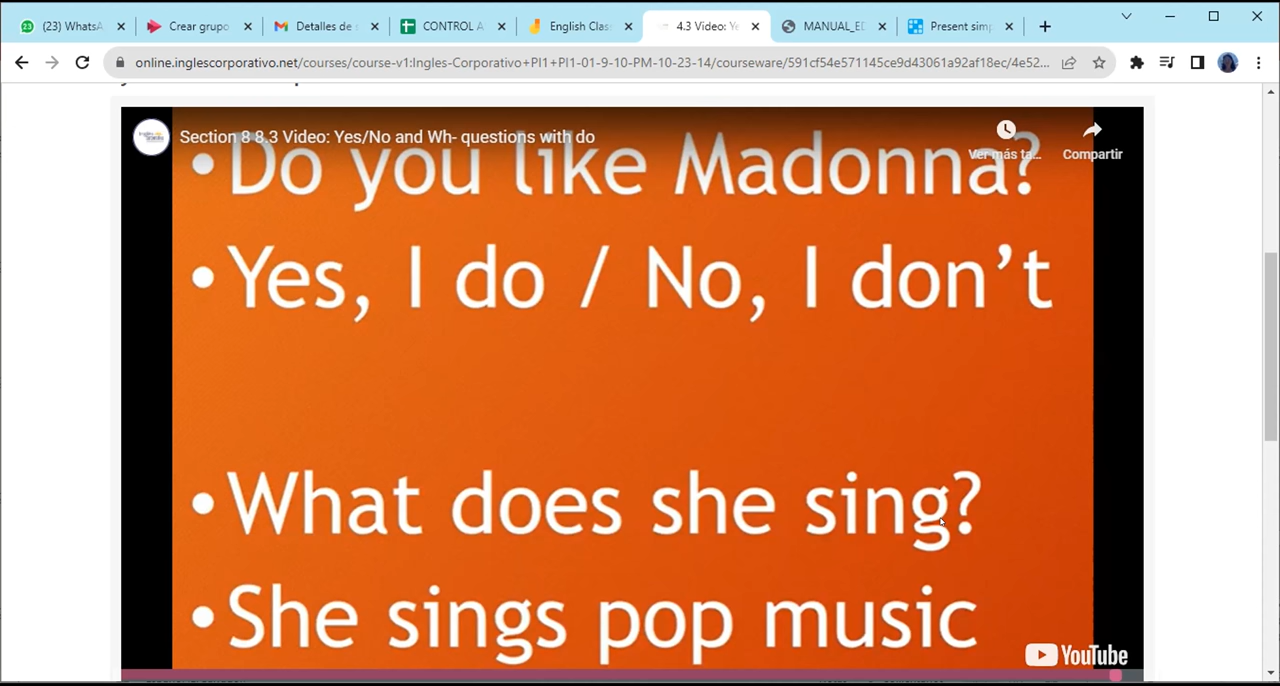 (23) WhatsA
Crear grupo
Detalles de s
CONTROL A
English Clas
4.3 Video: Ye
MANUAL_ED
Present simp
online.inglescorporativo.net/courses/course-v1:Ingles-Corporativo+PI1+PI1-01-9-10-PM-10-23-14/courseware/591cf54e571145ce9d43061a92af18ec/4e52...
Section 8 8.3 Video: Yes/No and Wh- questions with do
Ver más ta...
Compartir
• Do you like Madonna?
• Yes, I do / No, I don't
• What does she sing?
• She sings pop music
YouTube